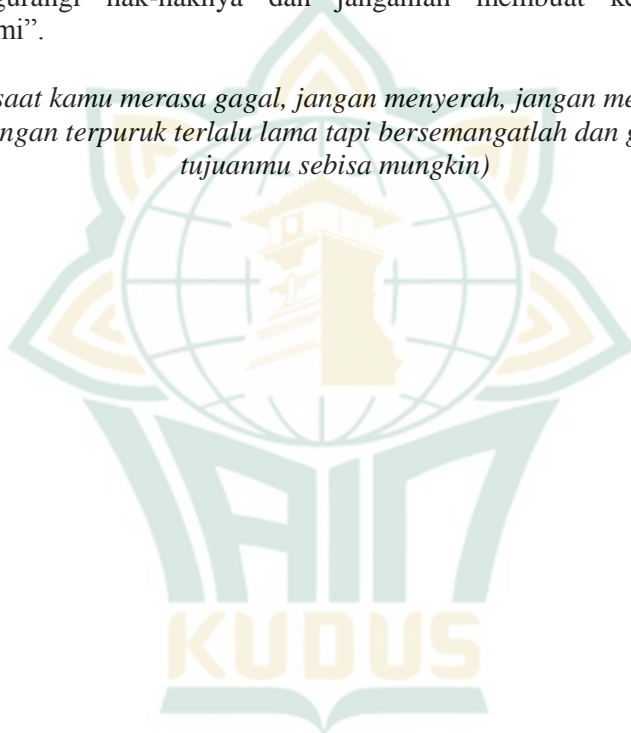 gurangi hak-haknya dan janganlah membuat ke
mi”.
saat kamu merasa gagal, jangan menyerah, jangan me
ngan terpuruk terlalu lama tapi bersemangatlah dan g
tujuanmu sebisa mungkin)
IAIN
KUDUS